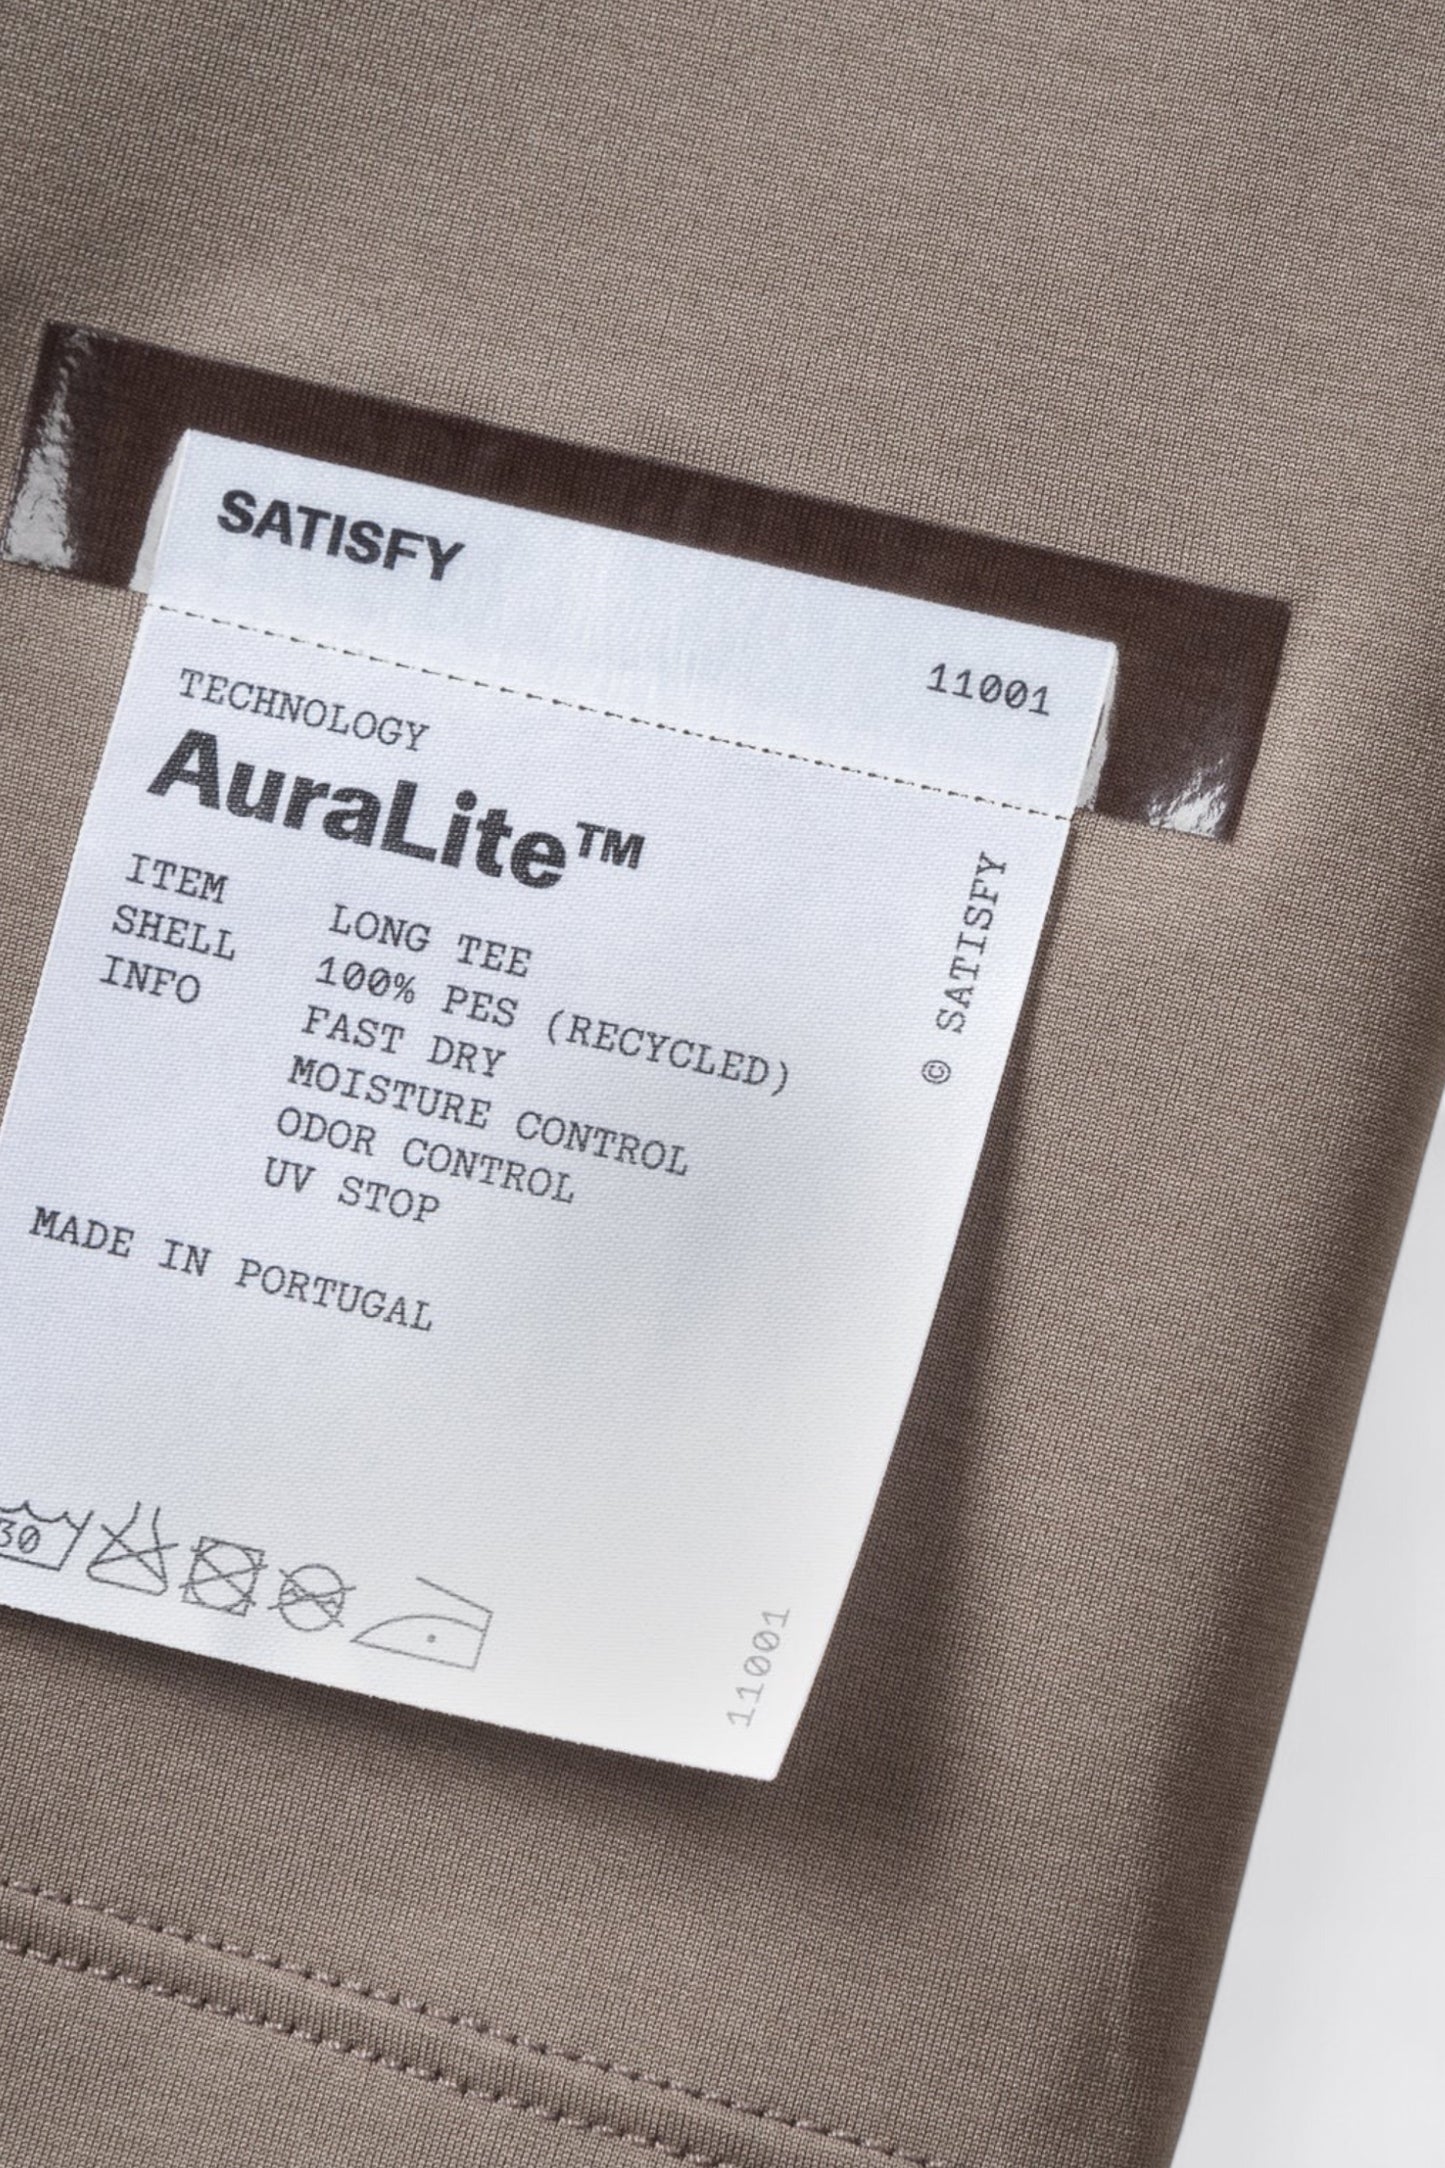 SATISFY
11001
TECHNOLOGY
AuraLite™
ITEM LONG TEE
SHELL 100% PES (RECYCLED)
INFO FAST DRY
MOISTURE CONTROL
ODOR CONTROL
UV STOP
MADE IN PORTUGAL
© SATISFY
30
11001